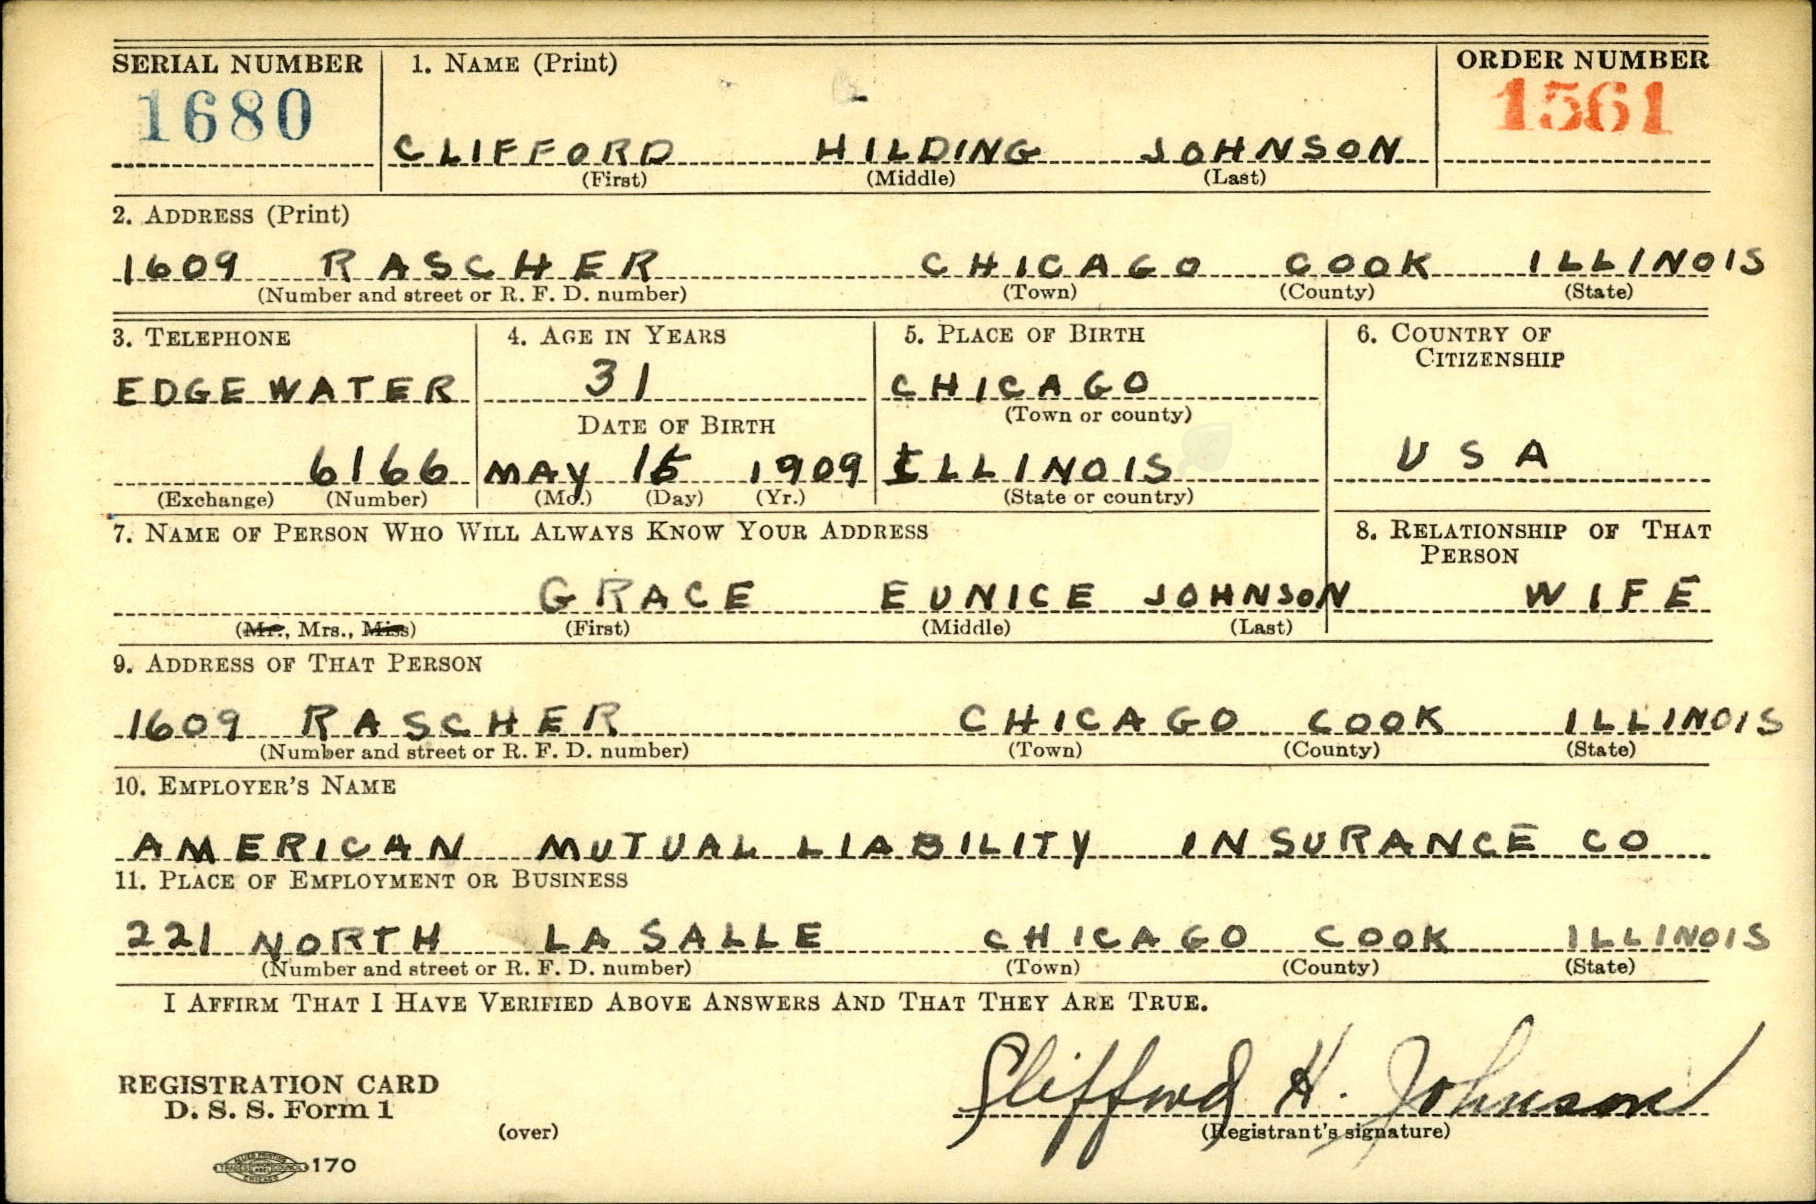 SERIAL NUMBER 1. NAME (Print) ORDER NUMBER
1680 1561
CLIFFORD HILDING JOHNSON
(First) (Middle) (Last)
2. ADDRESS (Print)
1609 RASCHER CHICAGO COOK ILLINOIS
(Number and street or R. F. D. number) (Town) (County) (State)
3. TELEPHONE 4. AGE IN YEARS 5. PLACE OF BIRTH 6. COUNTRY OF
CITIZENSHIP
EDGEWATER 31 CHICAGO
DATE OF BIRTH (Town or county)
6166 MAY 15 1909 ILLINOIS USA
(Exchange) (Number) (Mo.) (Day) (Yr.) (State or country)
7. NAME OF PERSON WHO WILL ALWAYS KNOW YOUR ADDRESS 8. RELATIONSHIP OF THAT
PERSON
GRACE EUNICE JOHNSON WIFE
(Mr., Mrs., Miss) (First) (Middle) (Last)
9. ADDRESS OF THAT PERSON
1609 RASCHER CHICAGO COOK ILLINOIS
(Number and street or R. F. D. number) (Town) (County) (State)
10. EMPLOYER'S NAME
AMERICAN MUTUAL LIABILITY INSURANCE CO
11. PLACE OF EMPLOYMENT OR BUSINESS
221 NORTH LA SALLE CHICAGO COOK ILLINOIS
(Number and street or R. F. D. number) (Town) (County) (State)
I AFFIRM THAT I HAVE VERIFIED ABOVE ANSWERS AND THAT THEY ARE TRUE.
REGISTRATION CARD
D. S. S. Form 1
Clifford H. Johnson
(over) (Registrant's signature)
170